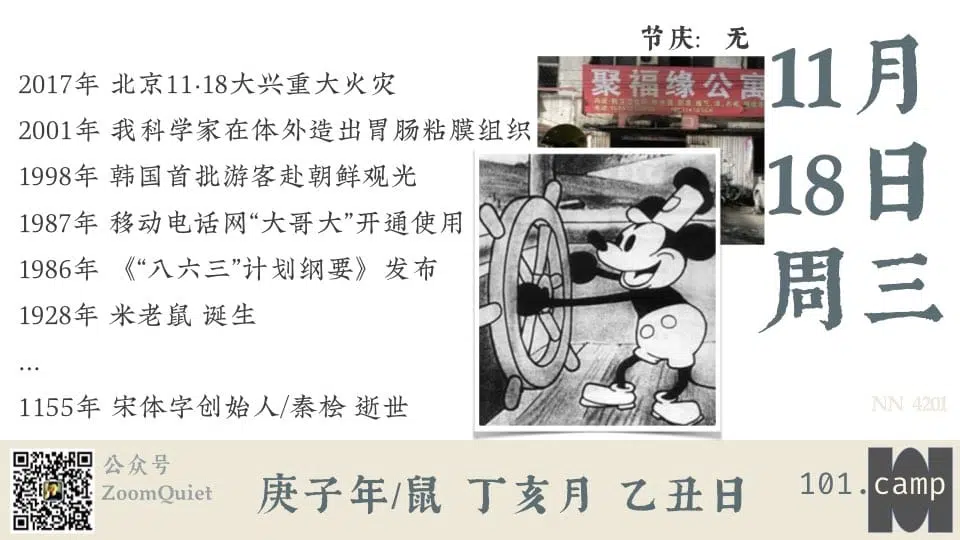 节庆: 无
11月
18日
周三
2017年 北京11·18大兴重大火灾
2001年 我科学家在体外造出胃肠粘膜组织
1998年 韩国首批游客赴朝鲜观光
1987年 移动电话网“大哥大”开通使用
1986年 《“八六三”计划纲要》发布
1928年 米老鼠 诞生
...
1155年 宋体字创始人/秦桧 逝世
聚福缘公寓
NN 4201
公众号
ZoomQuiet
庚子年/鼠 丁亥月 乙丑日
101.camp